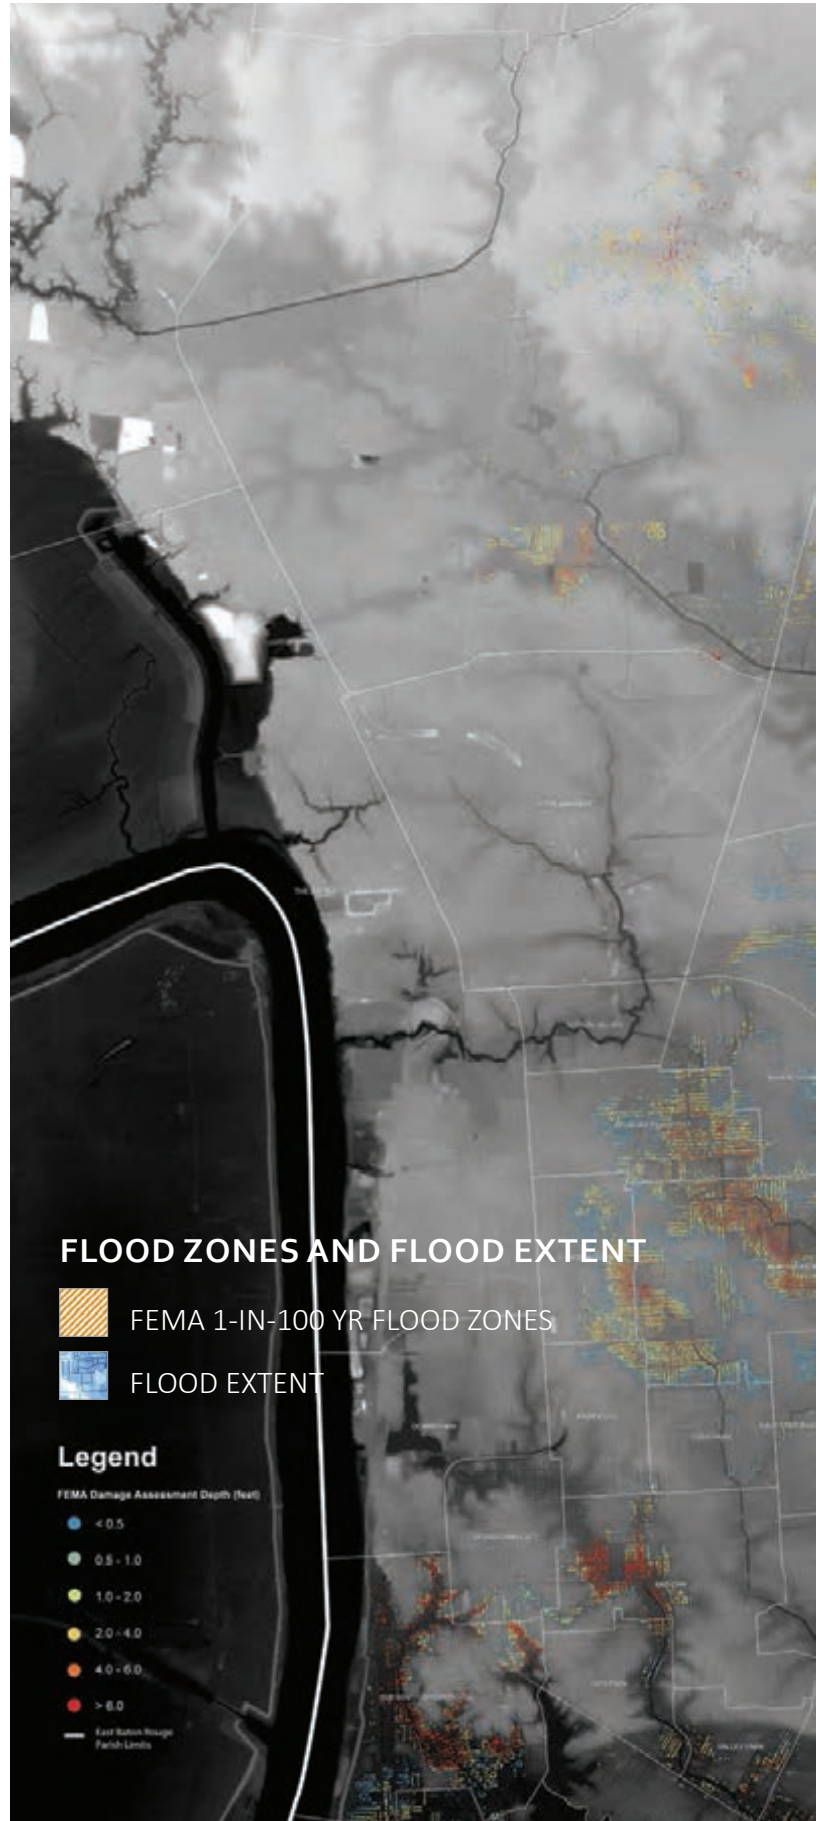 FLOOD ZONES AND FLOOD EXTENT
FEMA 1-IN-100 YR FLOOD ZONES
FLOOD EXTENT
Legend
FEMA Damage Assessment Depth (feet)
< 0.5
0.5 - 1.0
1.0 - 2.0
2.0 - 4.0
4.0 - 6.0
> 6.0
East Baton Rouge
Parish Limits